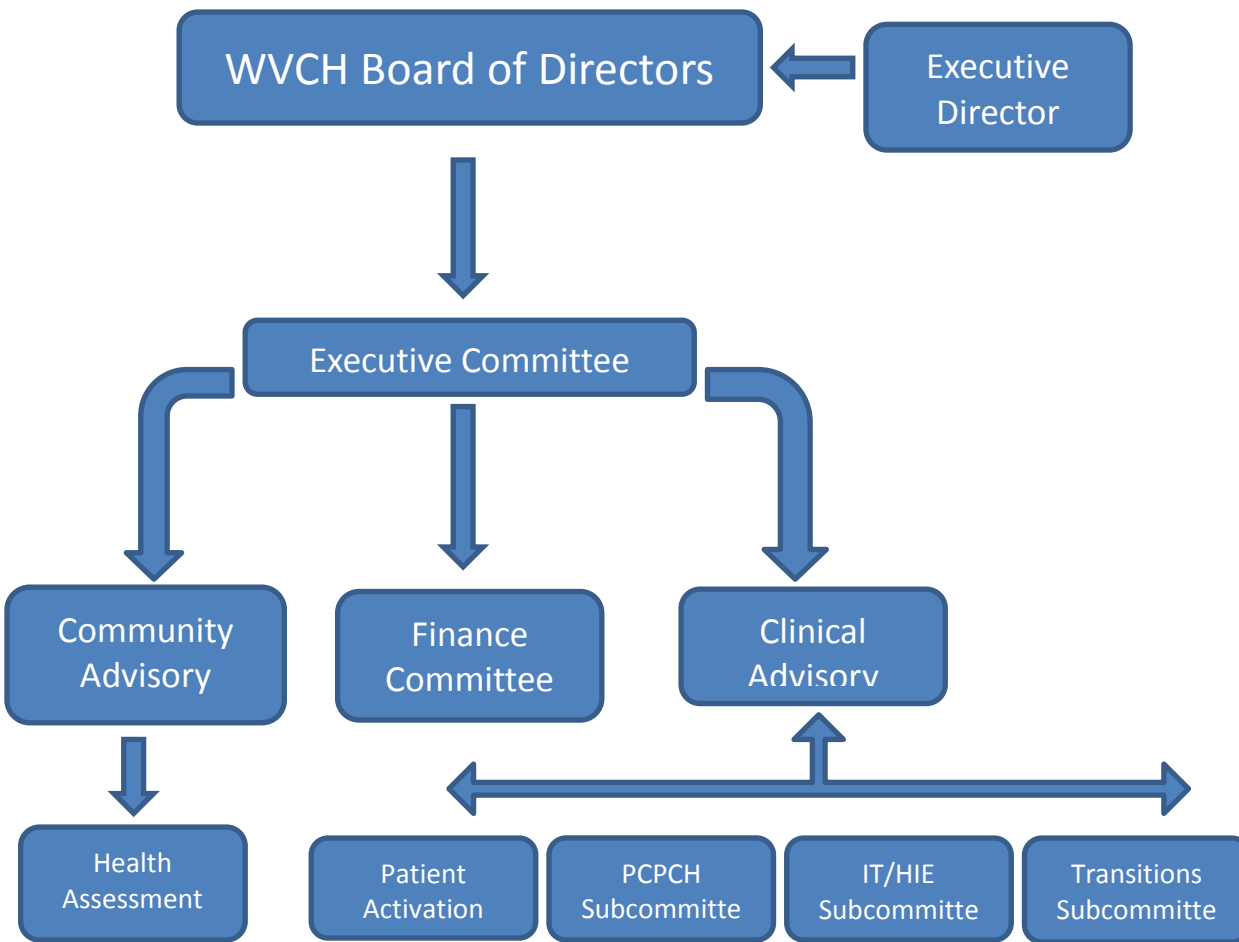 WVCH Board of Directors
Executive
Director
Executive Committee
Community
Advisory
Finance
Committee
Clinical
Advisory
Health
Assessment
Patient
Activation
PCPCH
Subcommitte
IT/HIE
Subcommitte
Transitions
Subcommitte